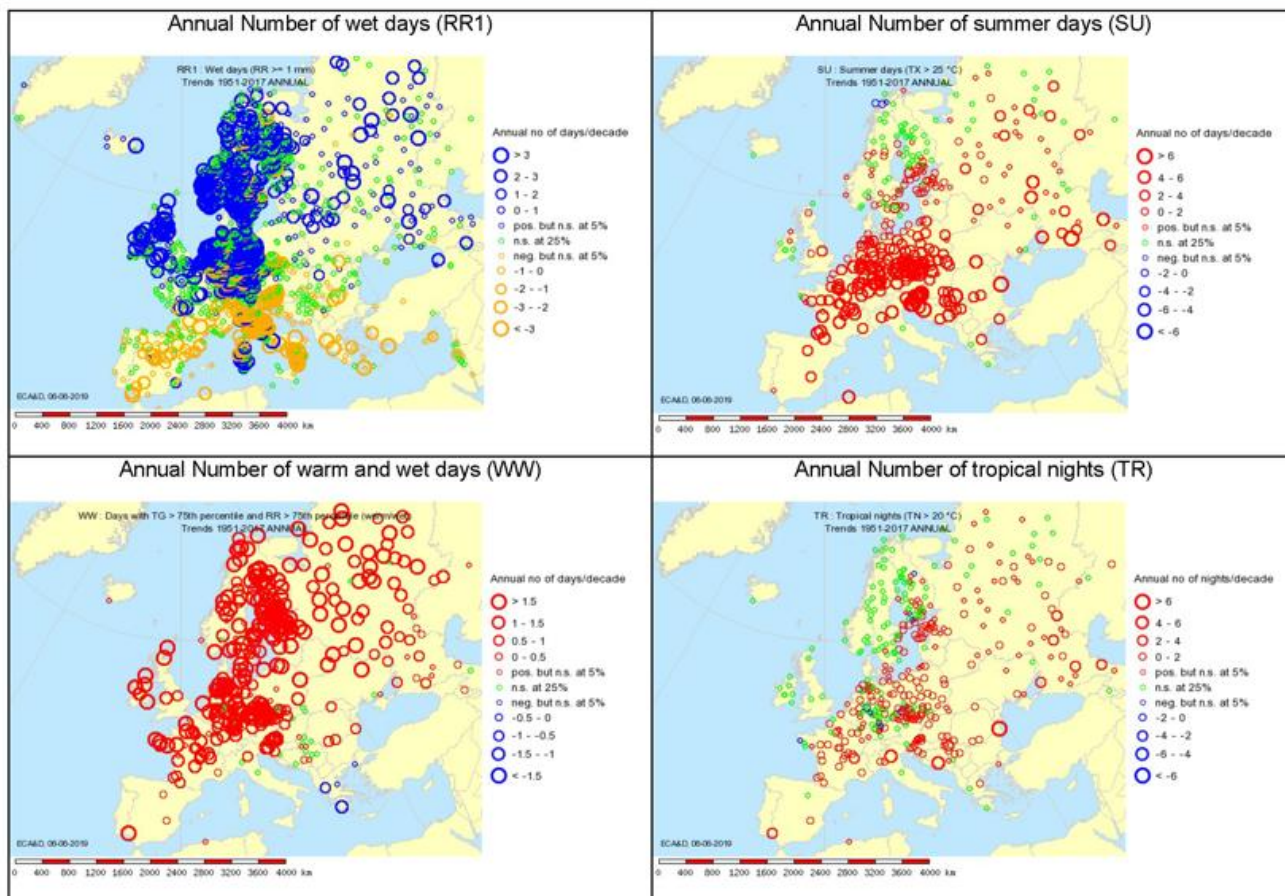 Annual Number of wet days (RR1)
RR1 : Wet days (RR >= 1 mm)
Trends 1951-2017 ANNUAL
Annual no of days/decade
> 3
2 - 3
1 - 2
0 - 1
pos. but n.s. at 5%
n.s. at 25%
neg. but n.s. at 5%
-1 - 0
-2 - -1
-3 - -2
< -3
ECA&D, 06-06-2019
0 400 800 1200 1600 2000 2400 2800 3200 3600 4000 km
Annual Number of summer days (SU)
SU : Summer days (TX > 25 °C)
Trends 1951-2017 ANNUAL
Annual no of days/decade
> 6
4 - 6
2 - 4
0 - 2
pos. but n.s. at 5%
n.s. at 25%
neg. but n.s. at 5%
-2 - 0
-4 - -2
-6 - -4
< -6
ECA&D, 06-06-2019
0 400 800 1200 1600 2000 2400 2800 3200 3600 4000 km
Annual Number of warm and wet days (WW)
WW : Days with TG > 75th percentile and RR > 75th percentile (warm/wet)
Trends 1951-2017 ANNUAL
Annual no of days/decade
> 1.5
1 - 1.5
0.5 - 1
0 - 0.5
pos. but n.s. at 5%
n.s. at 25%
neg. but n.s. at 5%
-0.5 - 0
-1 - -0.5
-1.5 - -1
< -1.5
ECA&D, 06-06-2019
0 400 800 1200 1600 2000 2400 2800 3200 3600 4000 km
Annual Number of tropical nights (TR)
TR : Tropical nights (TN > 20 °C)
Trends 1951-2017 ANNUAL
Annual no of nights/decade
> 6
4 - 6
2 - 4
0 - 2
pos. but n.s. at 5%
n.s. at 25%
neg. but n.s. at 5%
-2 - 0
-4 - -2
-6 - -4
< -6
ECA&D, 06-06-2019
0 400 800 1200 1600 2000 2400 2800 3200 3600 4000 km